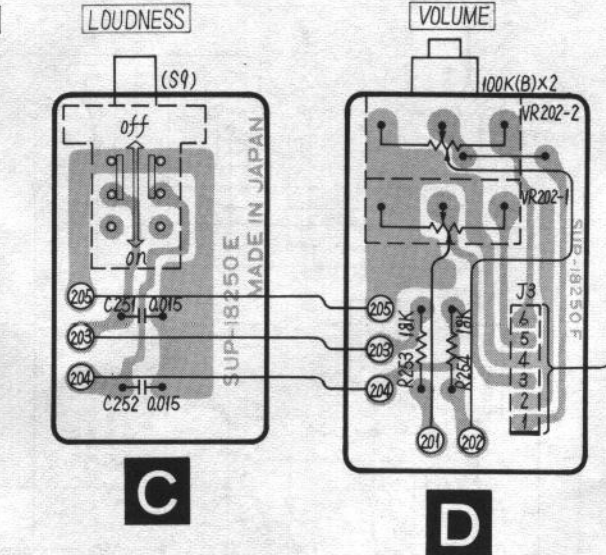 LOUDNESS
(S9)
off
on
SUP-18250E
MADE IN JAPAN
205
C251 0.015
203
204
C252 0.015
C
VOLUME
100K(B)x2
VR202-2
VR202-1
SUP-18250F
J3
6
5
4
3
2
1
205
203
204
18K
R253
18K
R254
201
202
D